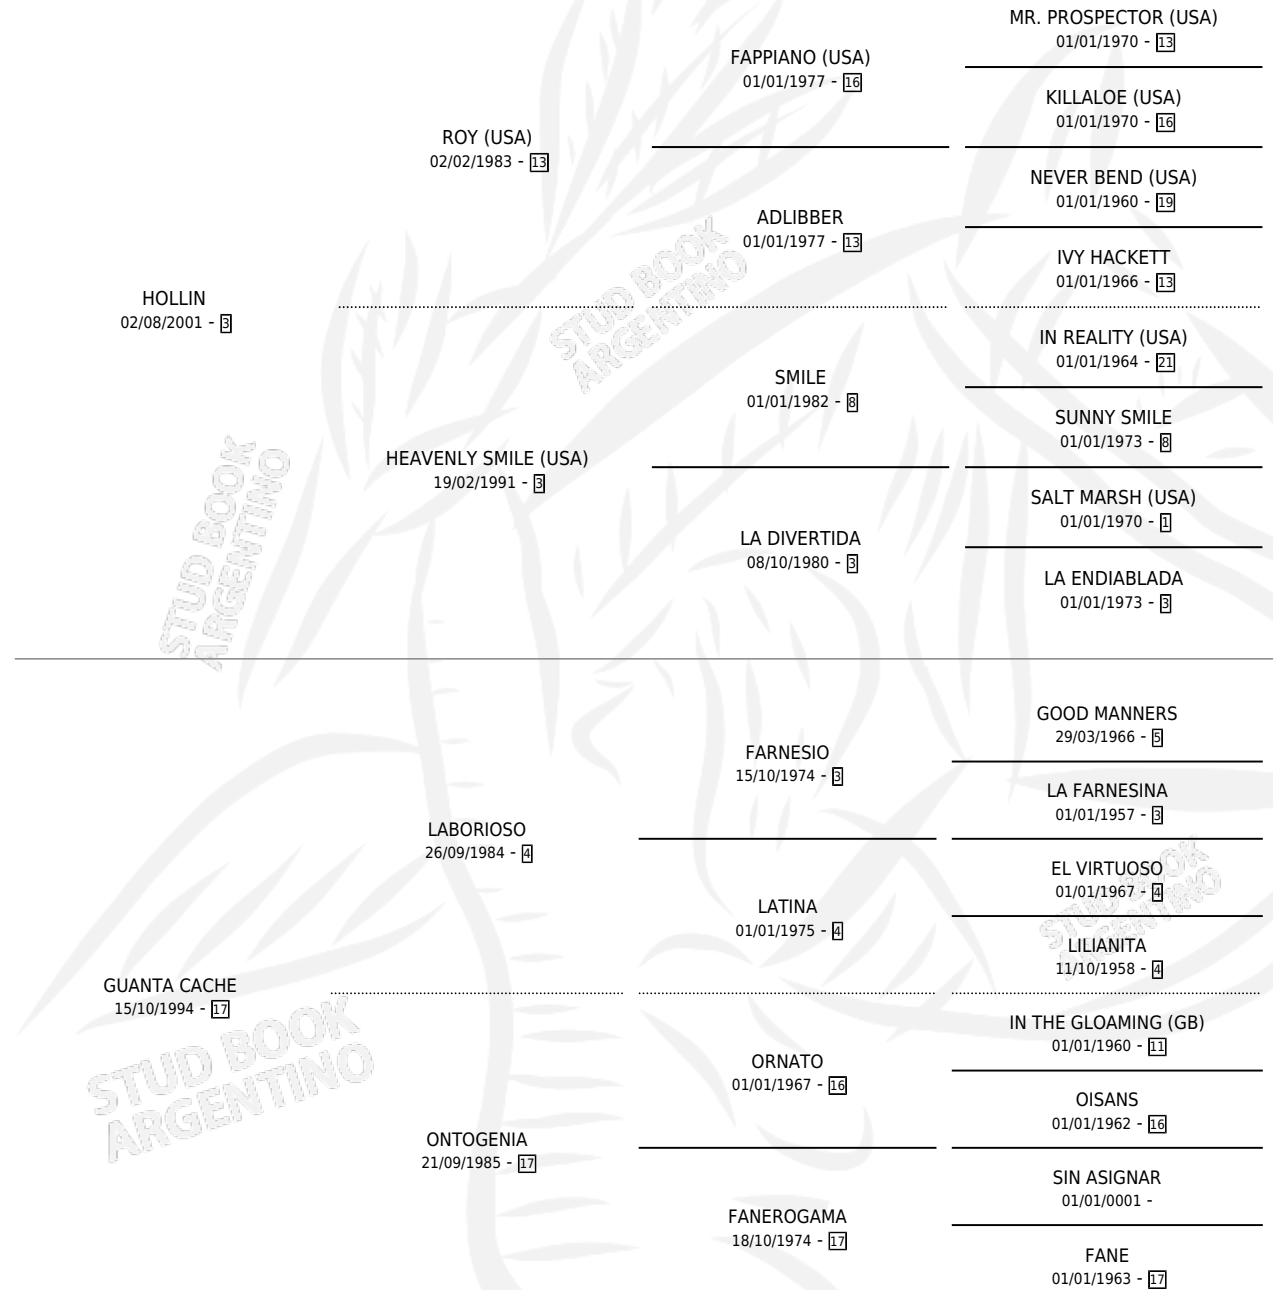 MR. PROSPECTOR (USA)
01/01/1970 - 13
FAPPIANO (USA)
01/01/1977 - 16
KILLALOE (USA)
01/01/1970 - 16
ROY (USA)
02/02/1983 - 13
NEVER BEND (USA)
01/01/1960 - 19
ADLIBBER
01/01/1977 - 13
IVY HACKETT
01/01/1966 - 13
HOLLIN
02/08/2001 - 3
IN REALITY (USA)
01/01/1964 - 21
SMILE
01/01/1982 - 8
SUNNY SMILE
01/01/1973 - 8
HEAVENLY SMILE (USA)
19/02/1991 - 3
SALT MARSH (USA)
01/01/1970 - 1
LA DIVERTIDA
08/10/1980 - 3
LA ENDIABLADA
01/01/1973 - 3
GOOD MANNERS
29/03/1966 - 5
FARNESIO
15/10/1974 - 3
LA FARNESINA
01/01/1957 - 3
LABORIOSO
26/09/1984 - 4
EL VIRTUOSO
01/01/1967 - 4
LATINA
01/01/1975 - 4
LILIANITA
11/10/1958 - 4
GUANTA CACHE
15/10/1994 - 17
IN THE GLOAMING (GB)
01/01/1960 - 11
ORNATO
01/01/1967 - 16
OISANS
01/01/1962 - 16
ONTOGENIA
21/09/1985 - 17
SIN ASIGNAR
01/01/0001 -
FANEROGAMA
18/10/1974 - 17
FANE
01/01/1963 - 17
STUD BOOK
ARGENTINO
STUD BOOK
ARGENTINO
STUD BOOK
ARGENTINO
STUD BOOK
ARGENTINO